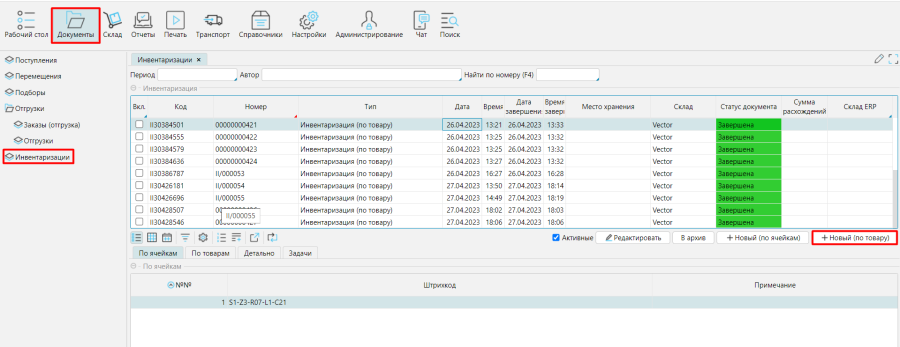 Рабочий стол Документы Склад Отчеты Печать Транспорт Справочники Настройки Администрирование Чат Поиск
Поступления
Перемещения
Подборы
Отгрузки
Заказы (отгрузка)
Отгрузки
Инвентаризации
Инвентаризации ×
Период Автор Найти по номеру (F4)
Инвентаризация
Вкл. Код Номер Тип Дата Время Дата завершени Время завер Место хранения Склад Статус документа Сумма расхождений Склад ERP
II30384501 00000000421 Инвентаризация (по товару) 26.04.2023 13:21 26.04.2023 13:33 Vector Завершена
II30384555 00000000422 Инвентаризация (по товару) 26.04.2023 13:25 26.04.2023 13:32 Vector Завершена
II30384579 00000000423 Инвентаризация (по товару) 26.04.2023 13:25 26.04.2023 13:32 Vector Завершена
II30384636 00000000424 Инвентаризация (по товару) 26.04.2023 13:27 26.04.2023 13:32 Vector Завершена
II30386787 II/000053 Инвентаризация (по товару) 26.04.2023 16:27 26.04.2023 16:28 Vector Завершена
II30426181 II/000054 Инвентаризация (по товару) 27.04.2023 13:50 27.04.2023 18:14 Vector Завершена
II30426696 II/000055 Инвентаризация (по товару) 27.04.2023 14:49 27.04.2023 18:19 Vector Завершена
II30428507 Инвентаризация (по товару) 27.04.2023 18:02 27.04.2023 18:03 Vector Завершена
II/000055
II30428546 Инвентаризация (по товару) 27.04.2023 18:06 27.04.2023 18:06 Vector Завершена
Активные Редактировать В архив + Новый (по ячейкам) + Новый (по товару)
По ячейкам По товарам Детально Задачи
По ячейкам
№№ Штрихкод Примечание
1 S1-Z3-R07-L1-C21